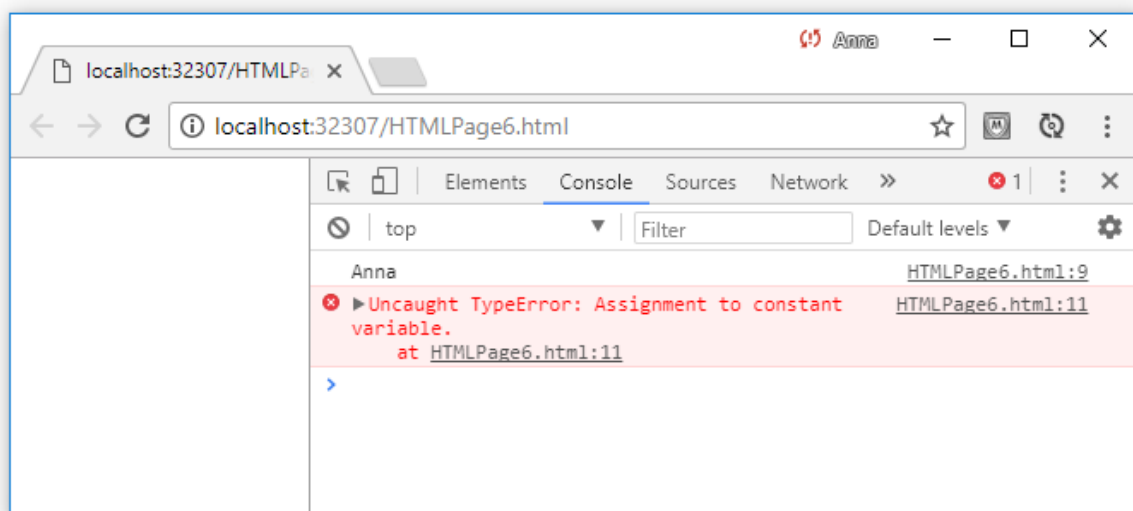 Anna
localhost:32307/HTMLPa
localhost:32307/HTMLPage6.html
Elements Console Sources Network » 1
top Filter Default levels
Anna HTMLPage6.html:9
Uncaught TypeError: Assignment to constant HTMLPage6.html:11
variable.
at HTMLPage6.html:11